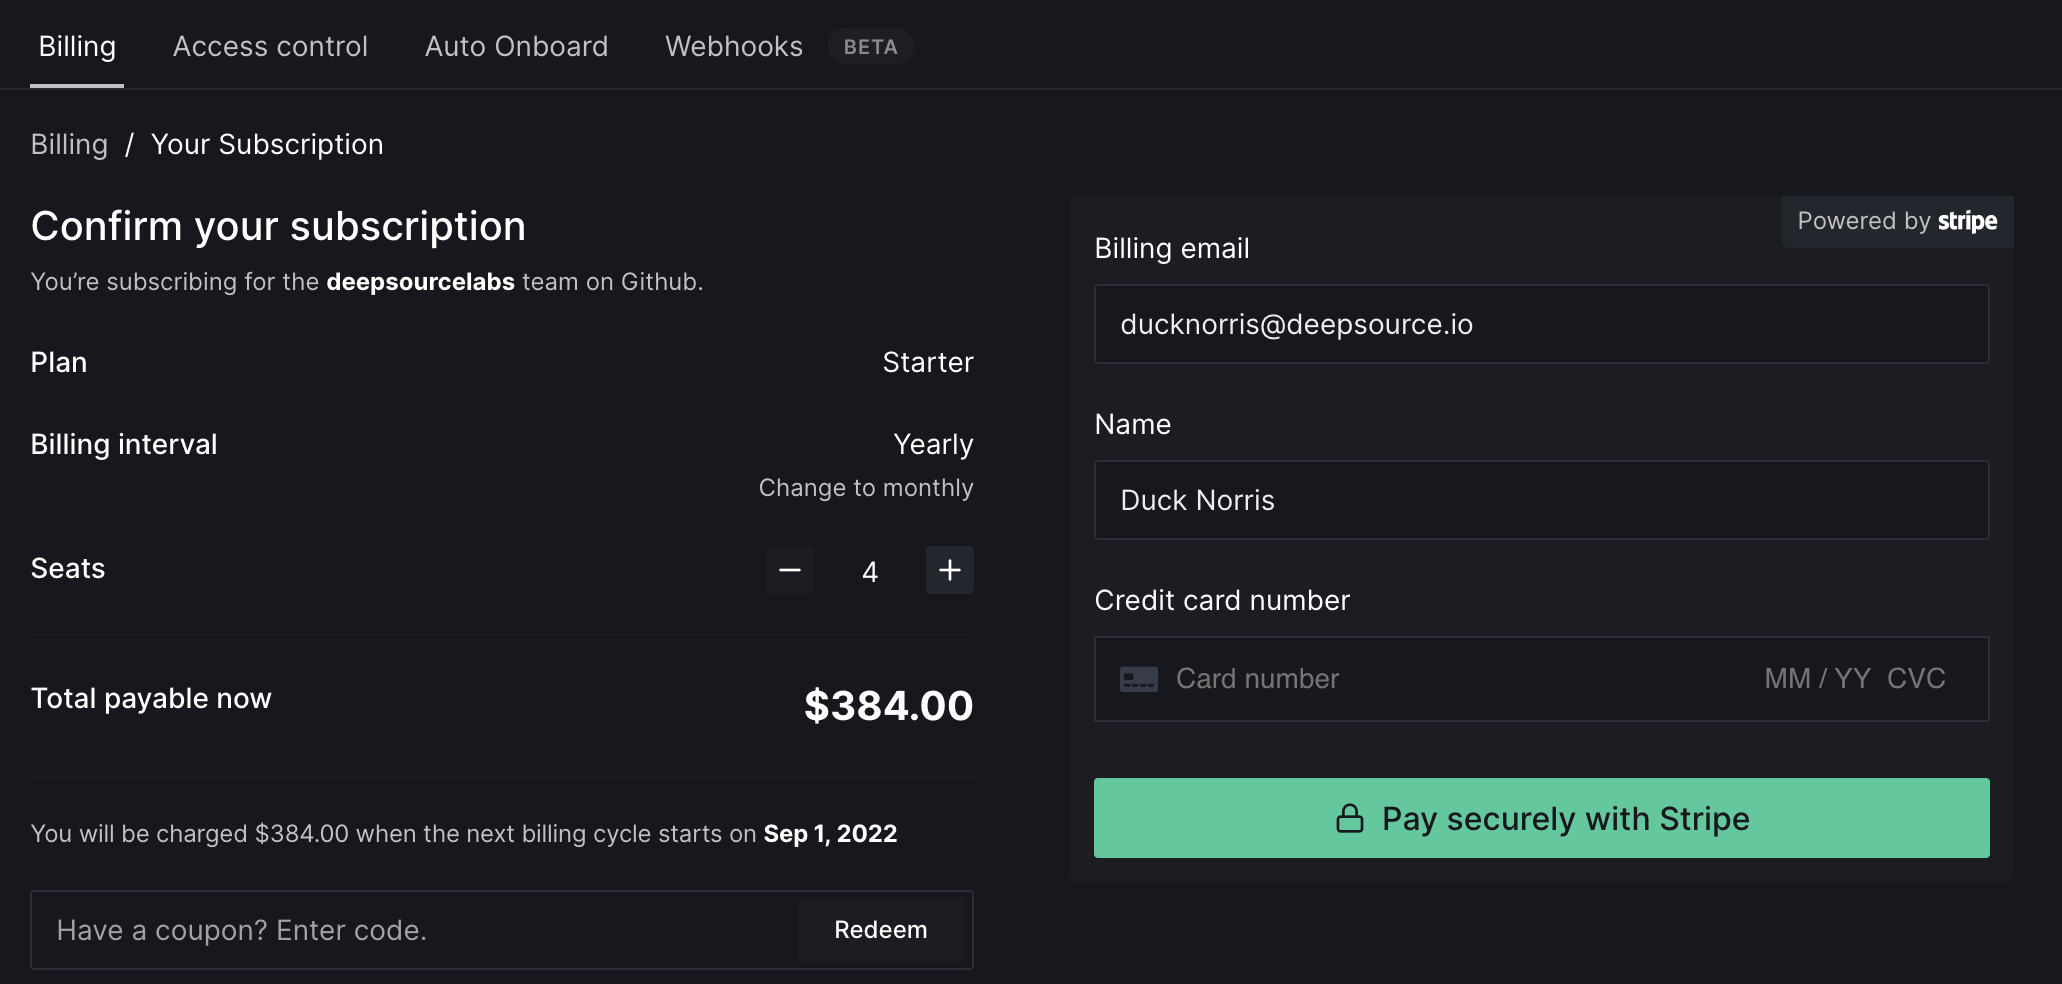 Billing Access control Auto Onboard Webhooks BETA
Billing / Your Subscription
Confirm your subscription
You’re subscribing for the deepsourcelabs team on Github.
Plan Starter
Billing interval Yearly
Change to monthly
Seats − 4 +
Total payable now $384.00
You will be charged $384.00 when the next billing cycle starts on Sep 1, 2022
Have a coupon? Enter code. Redeem
Powered by stripe
Billing email
ducknorris@deepsource.io
Name
Duck Norris
Credit card number
Card number MM / YY CVC
Pay securely with Stripe